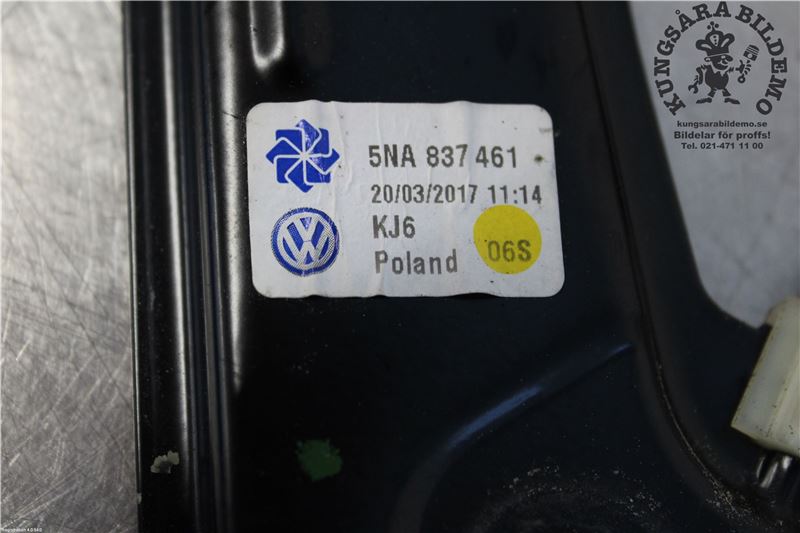 KUNGSÅRA BILDEMO
kungsarabildemo.se
Bildelar för proffs!
Tel. 021-471 11 00
5NA 837 461
20/03/2017 11:14
VW
KJ6
06S
Poland